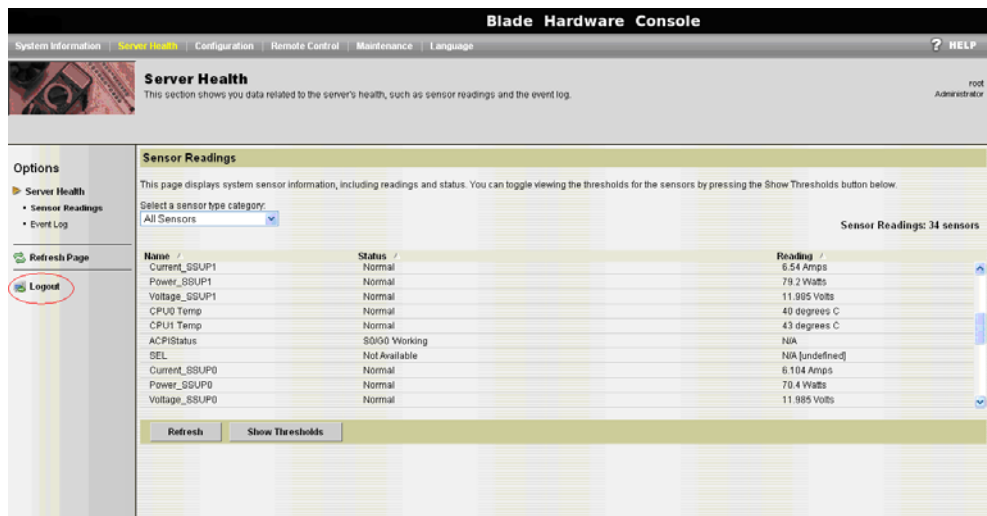 Blade Hardware Console
System Information | Server Health | Configuration | Remote Control | Maintenance | Language
? HELP
Server Health
This section shows you data related to the server's health, such as sensor readings and the event log.
root
Administrator
Options
Server Health
• Sensor Readings
• Event Log
Refresh Page
Logout
Sensor Readings
This page displays system sensor information, including readings and status. You can toggle viewing the thresholds for the sensors by pressing the Show Thresholds button below.
Select a sensor type category:
All Sensors
Sensor Readings: 34 sensors
Name / Status / Reading /
Current_SSUP1 Normal 6.54 Amps
Power_SSUP1 Normal 79.2 Watts
Voltage_SSUP1 Normal 11.985 Volts
CPU0 Temp Normal 40 degrees C
CPU1 Temp Normal 43 degrees C
ACPIStatus S0/G0 Working N/A
SEL Not Available N/A [undefined]
Current_SSUP0 Normal 6.104 Amps
Power_SSUP0 Normal 70.4 Watts
Voltage_SSUP0 Normal 11.985 Volts
Refresh Show Thresholds